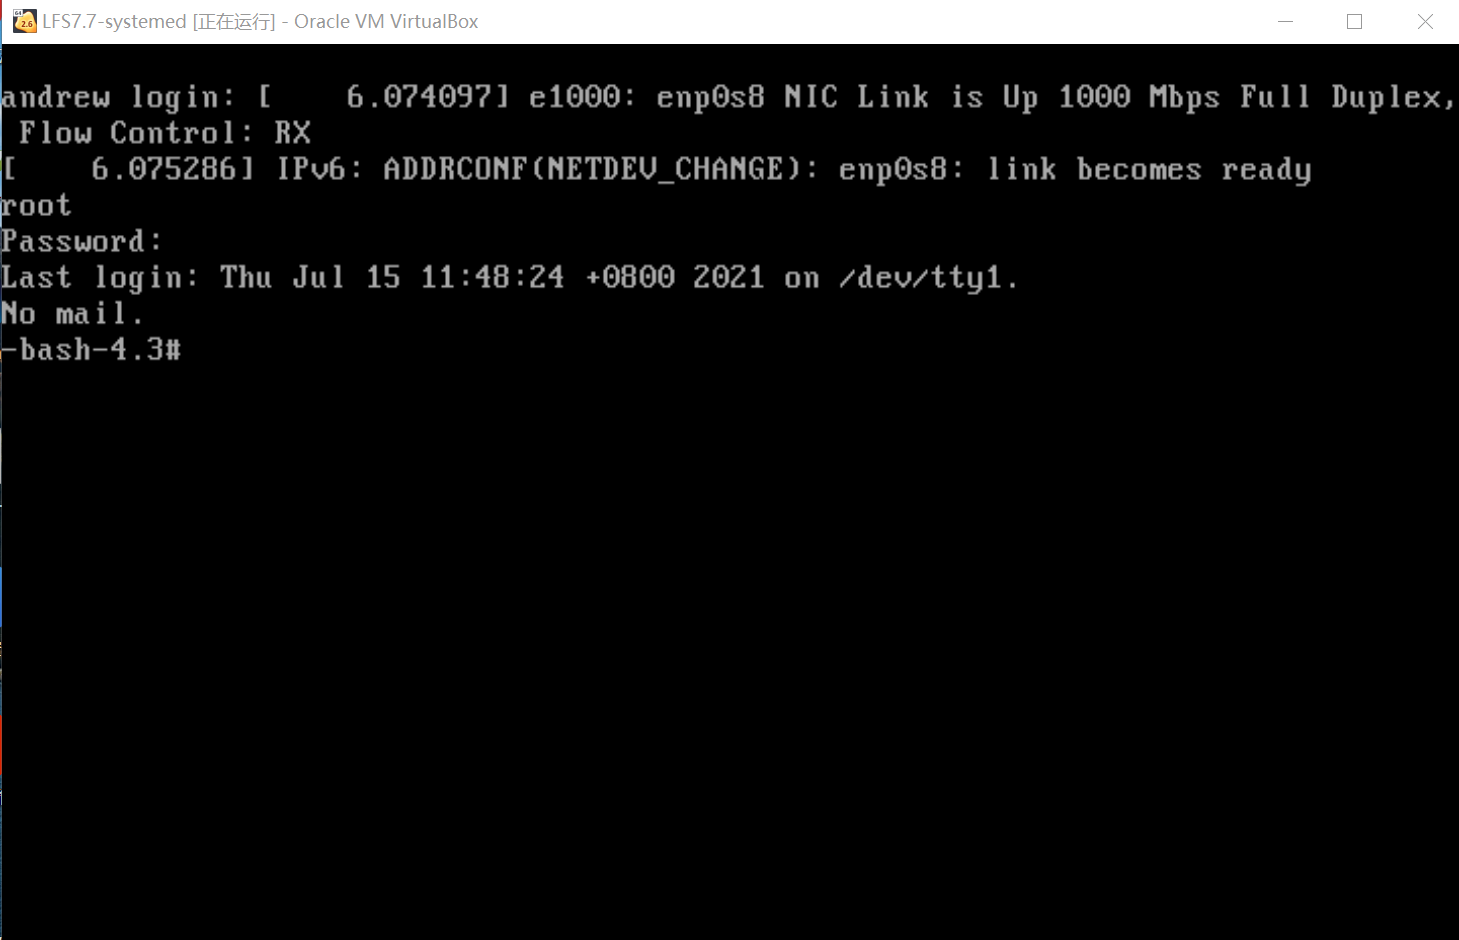 LFS7.7-systemed [正在运行] - Oracle VM VirtualBox
andrew login: [    6.074097] e1000: enp0s8 NIC Link is Up 1000 Mbps Full Duplex,
 Flow Control: RX
[    6.075286] IPv6: ADDRCONF(NETDEV_CHANGE): enp0s8: link becomes ready
root
Password:
Last login: Thu Jul 15 11:48:24 +0800 2021 on /dev/tty1.
No mail.
-bash-4.3#